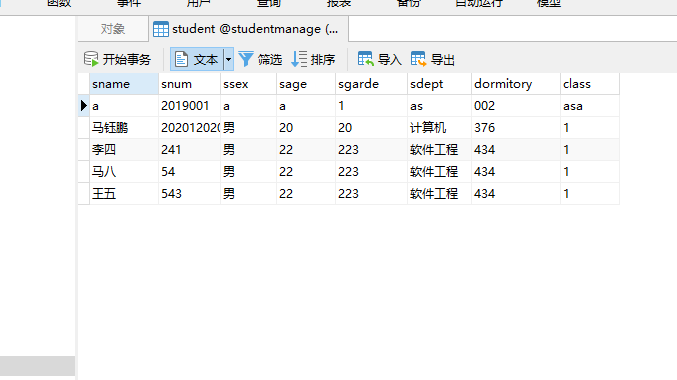 函数 事件 用户 查询 报表 备份 自动运行 模型
对象 student @studentmanage (...
开始事务 文本 筛选 排序 导入 导出
sname snum ssex sage sgarde sdept dormitory class
a 2019001 a a 1 as 002 asa
马钰鹏 202012020 男 20 20 计算机 376 1
李四 241 男 22 223 软件工程 434 1
马八 54 男 22 223 软件工程 434 1
王五 543 男 22 223 软件工程 434 1